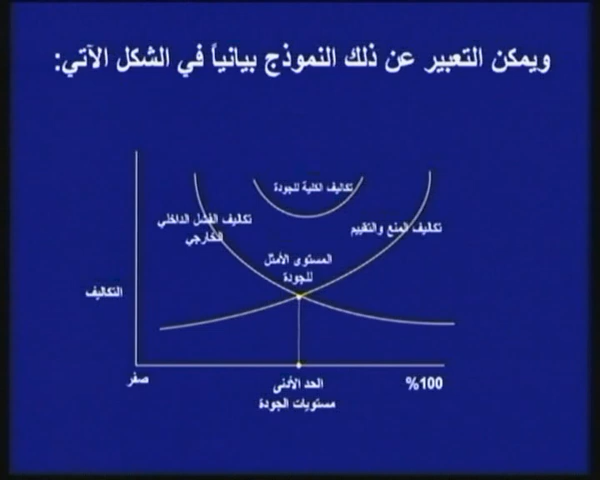 ويمكن التعبير عن ذلك النموذج بيانياً في الشكل الآتي:
تكاليف الكلية للجودة
تكاليف الفشل الداخلي
الخارجي
تكاليف المنع والتقييم
المستوى الأمثل
للجودة
التكاليف
صفر
الحد الأدنى
مستويات الجودة
%100